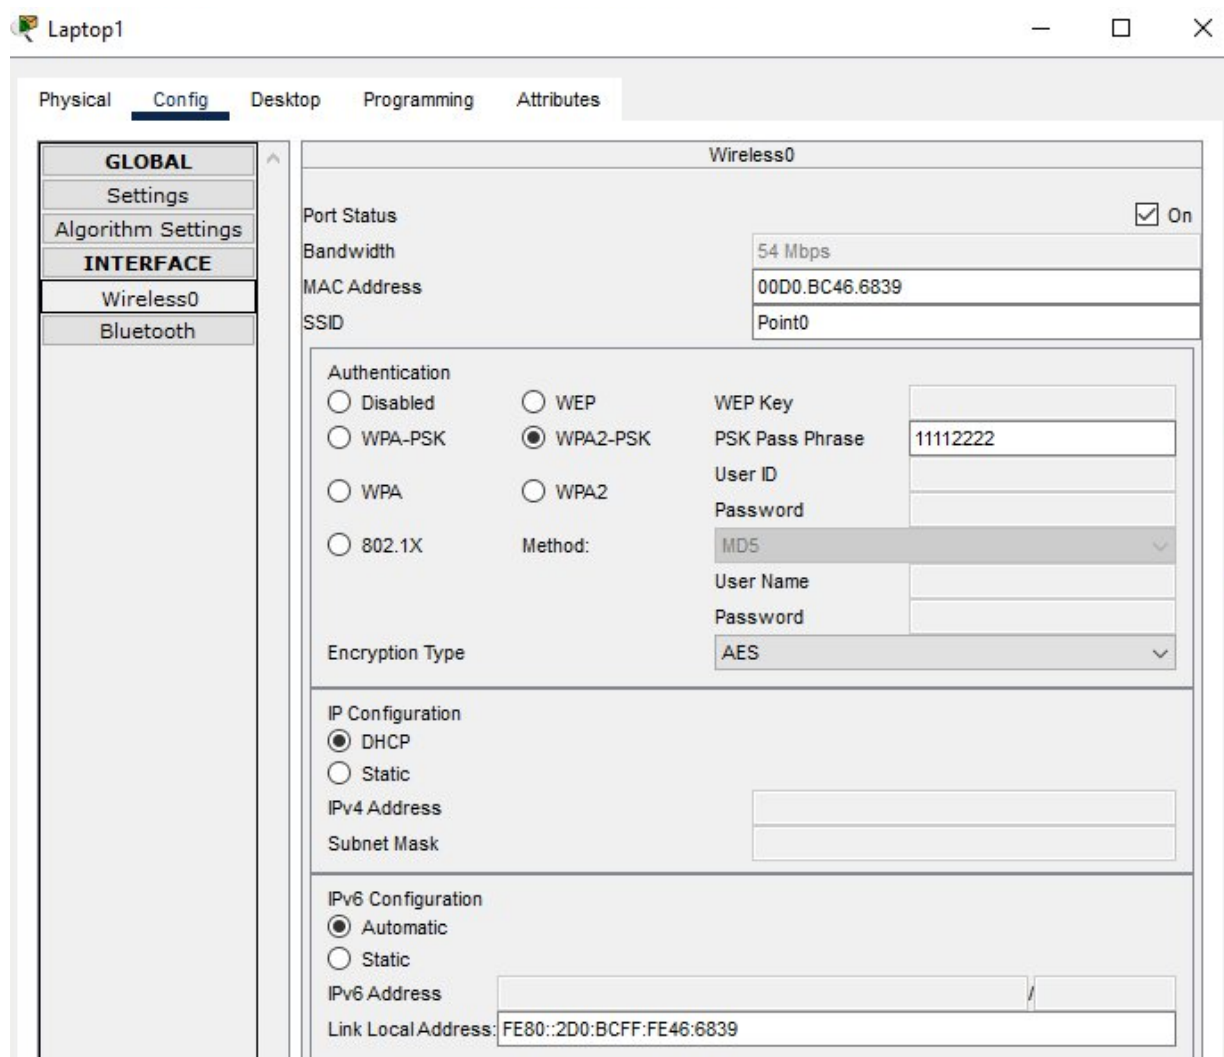 Laptop1
Physical Config Desktop Programming Attributes
GLOBAL
Settings
Algorithm Settings
INTERFACE
Wireless0
Bluetooth
Wireless0
Port Status On
Bandwidth 54 Mbps
MAC Address 00D0.BC46.6839
SSID Point0
Authentication
Disabled WEP WEP Key
WPA-PSK WPA2-PSK PSK Pass Phrase 11112222
User ID
WPA WPA2
Password
802.1X Method: MD5
User Name
Password
Encryption Type AES
IP Configuration
DHCP
Static
IPv4 Address
Subnet Mask
IPv6 Configuration
Automatic
Static
IPv6 Address /
Link Local Address: FE80::2D0:BCFF:FE46:6839